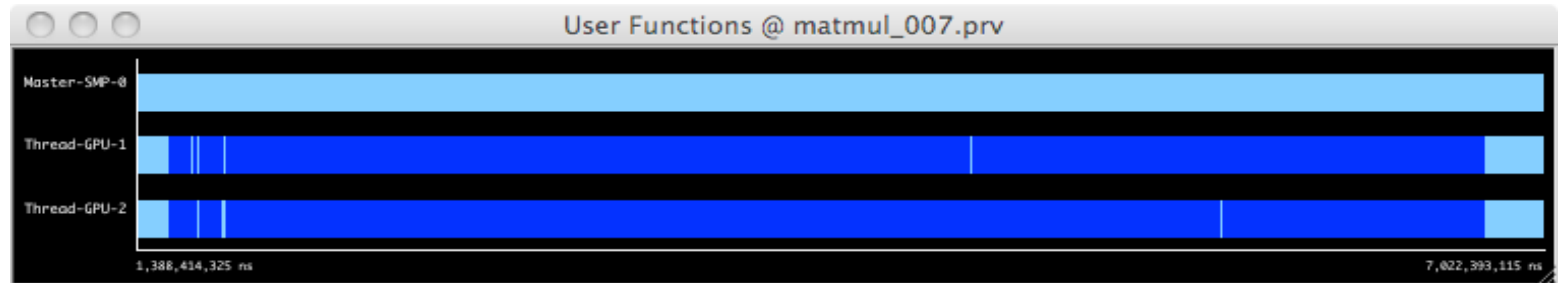 User Functions @ matmul_007.prv
Master-SMP-0
Thread-GPU-1
Thread-GPU-2
1,388,414,325 ns
7,022,393,115 ns